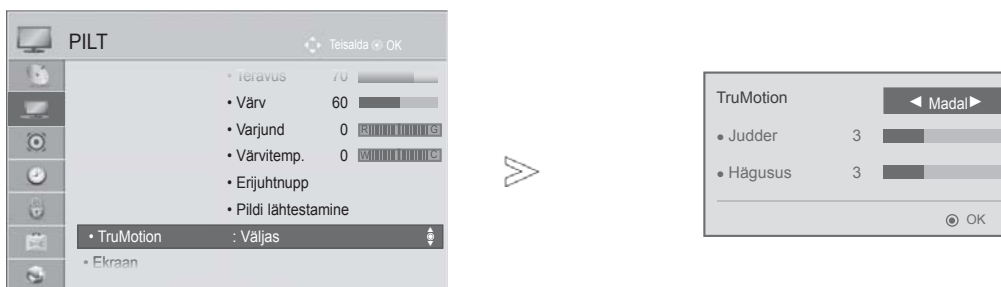 PILT
Teisalda OK
• Teravus 70
• Värv 60
• Varjund 0 R G
• Värvitemp. 0 W C
• Erijuhtnupp
• Pildi lähtestamine
• TruMotion : Väljas
• Ekraan
TruMotion ◄ Madal ►
• Judder 3
• Hägusus 3
OK